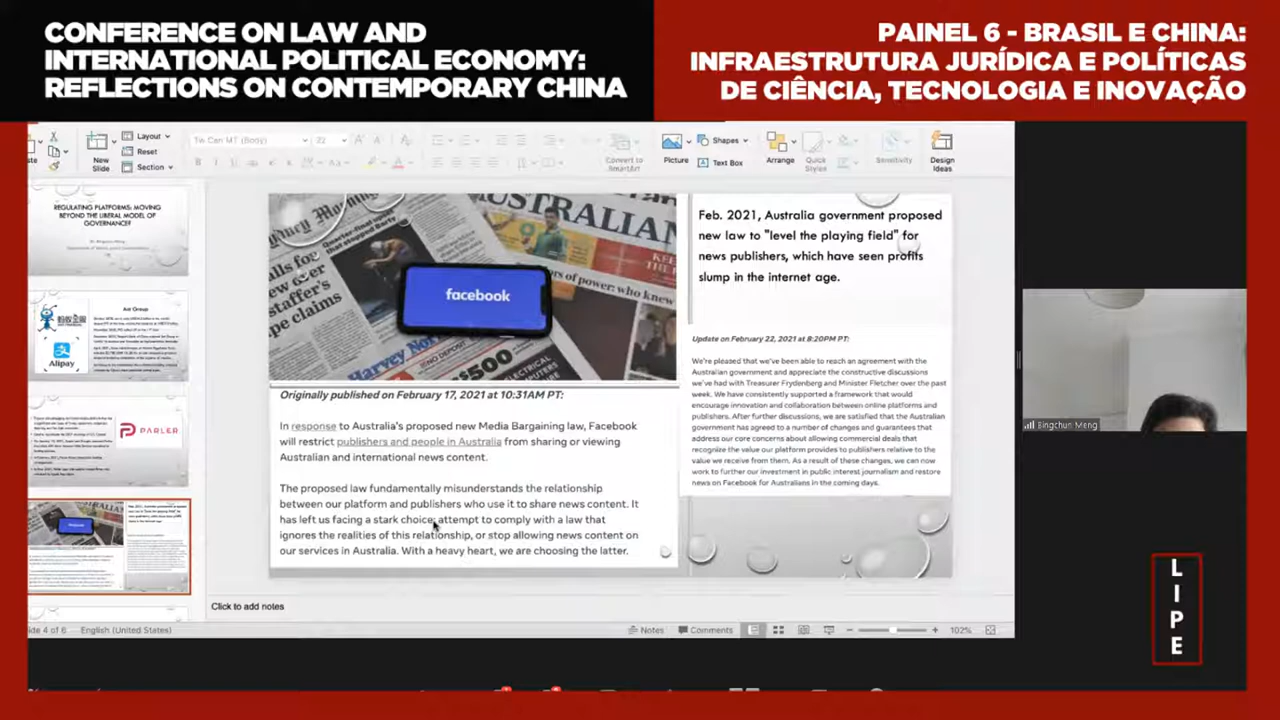 CONFERENCE ON LAW AND
INTERNATIONAL POLITICAL ECONOMY:
REFLECTIONS ON CONTEMPORARY CHINA
PAINEL 6 - BRASIL E CHINA:
INFRAESTRUTURA JURÍDICA E POLÍTICAS
DE CIÊNCIA, TECNOLOGIA E INOVAÇÃO
New
Slide
Layout
Reset
Section
Tw Cen MT (Body)
22
Convert to
SmartArt
Picture
Shapes
Text Box
Arrange
Quick
Styles
Sensitivity
Design
Ideas
REGULATING PLATFORMS: MOVING
BEYOND THE LIBERAL MODEL OF
GOVERNANCE?
Ant Group
Alipay
PARLER
AUSTRALIAN
facebook
$500
Feb. 2021, Australia government proposed
new law to "level the playing field" for
news publishers, which have seen profits
slump in the internet age.
Originally published on February 17, 2021 at 10:31AM PT:
In response to Australia's proposed new Media Bargaining law, Facebook
will restrict publishers and people in Australia from sharing or viewing
Australian and international news content.
The proposed law fundamentally misunderstands the relationship
between our platform and publishers who use it to share news content. It
has left us facing a stark choice: attempt to comply with a law that
ignores the realities of this relationship, or stop allowing news content on
our services in Australia. With a heavy heart, we are choosing the latter.
Update on February 22, 2021 at 8:20PM PT:
We're pleased that we've been able to reach an agreement with the
Australian government and appreciate the constructive discussions
we've had with Treasurer Frydenberg and Minister Fletcher over the past
week. We have consistently supported a framework that would
encourage innovation and collaboration between online platforms and
publishers. After further discussions, we are satisfied that the Australian
government has agreed to a number of changes and guarantees that
address our core concerns about allowing commercial deals that
recognize the value our platform provides to publishers relative to the
value we receive from them. As a result of these changes, we can now
work to further our investment in public interest journalism and restore
news on Facebook for Australians in the coming days.
Bingchun Meng
Click to add notes
English (United States)
Notes
Comments
102%
L
I
P
E